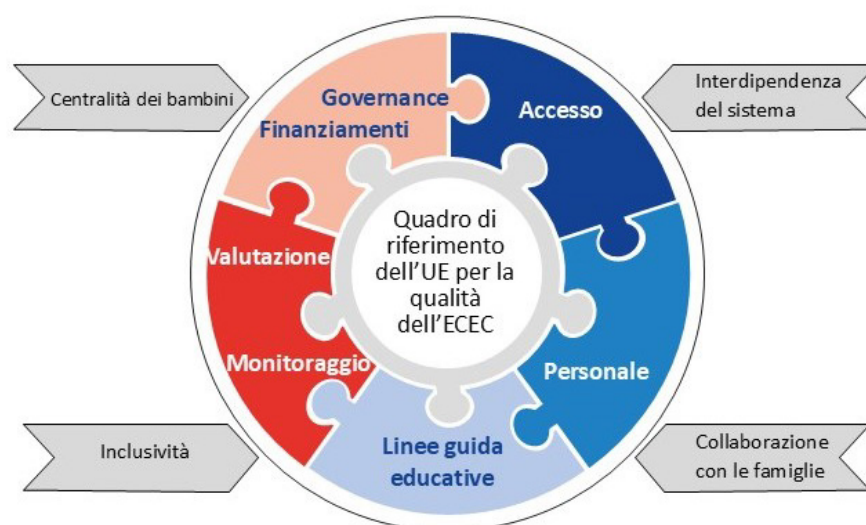 Centralità dei bambini
Governance
Finanziamenti
Accesso
Interdipendenza
del sistema
Quadro di
riferimento
dell'UE per la
qualità
dell'ECEC
Valutazione
Monitoraggio
Personale
Linee guida
educative
Inclusività
Collaborazione
con le famiglie